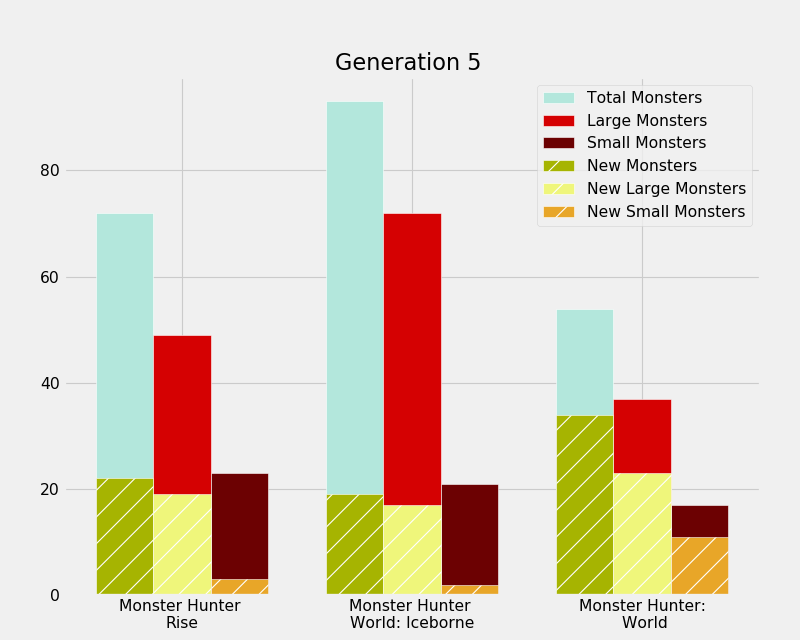 Generation 5
Total Monsters
Large Monsters
Small Monsters
New Monsters
New Large Monsters
New Small Monsters
80
60
40
20
0
Monster Hunter
Rise
Monster Hunter
World: Iceborne
Monster Hunter:
World